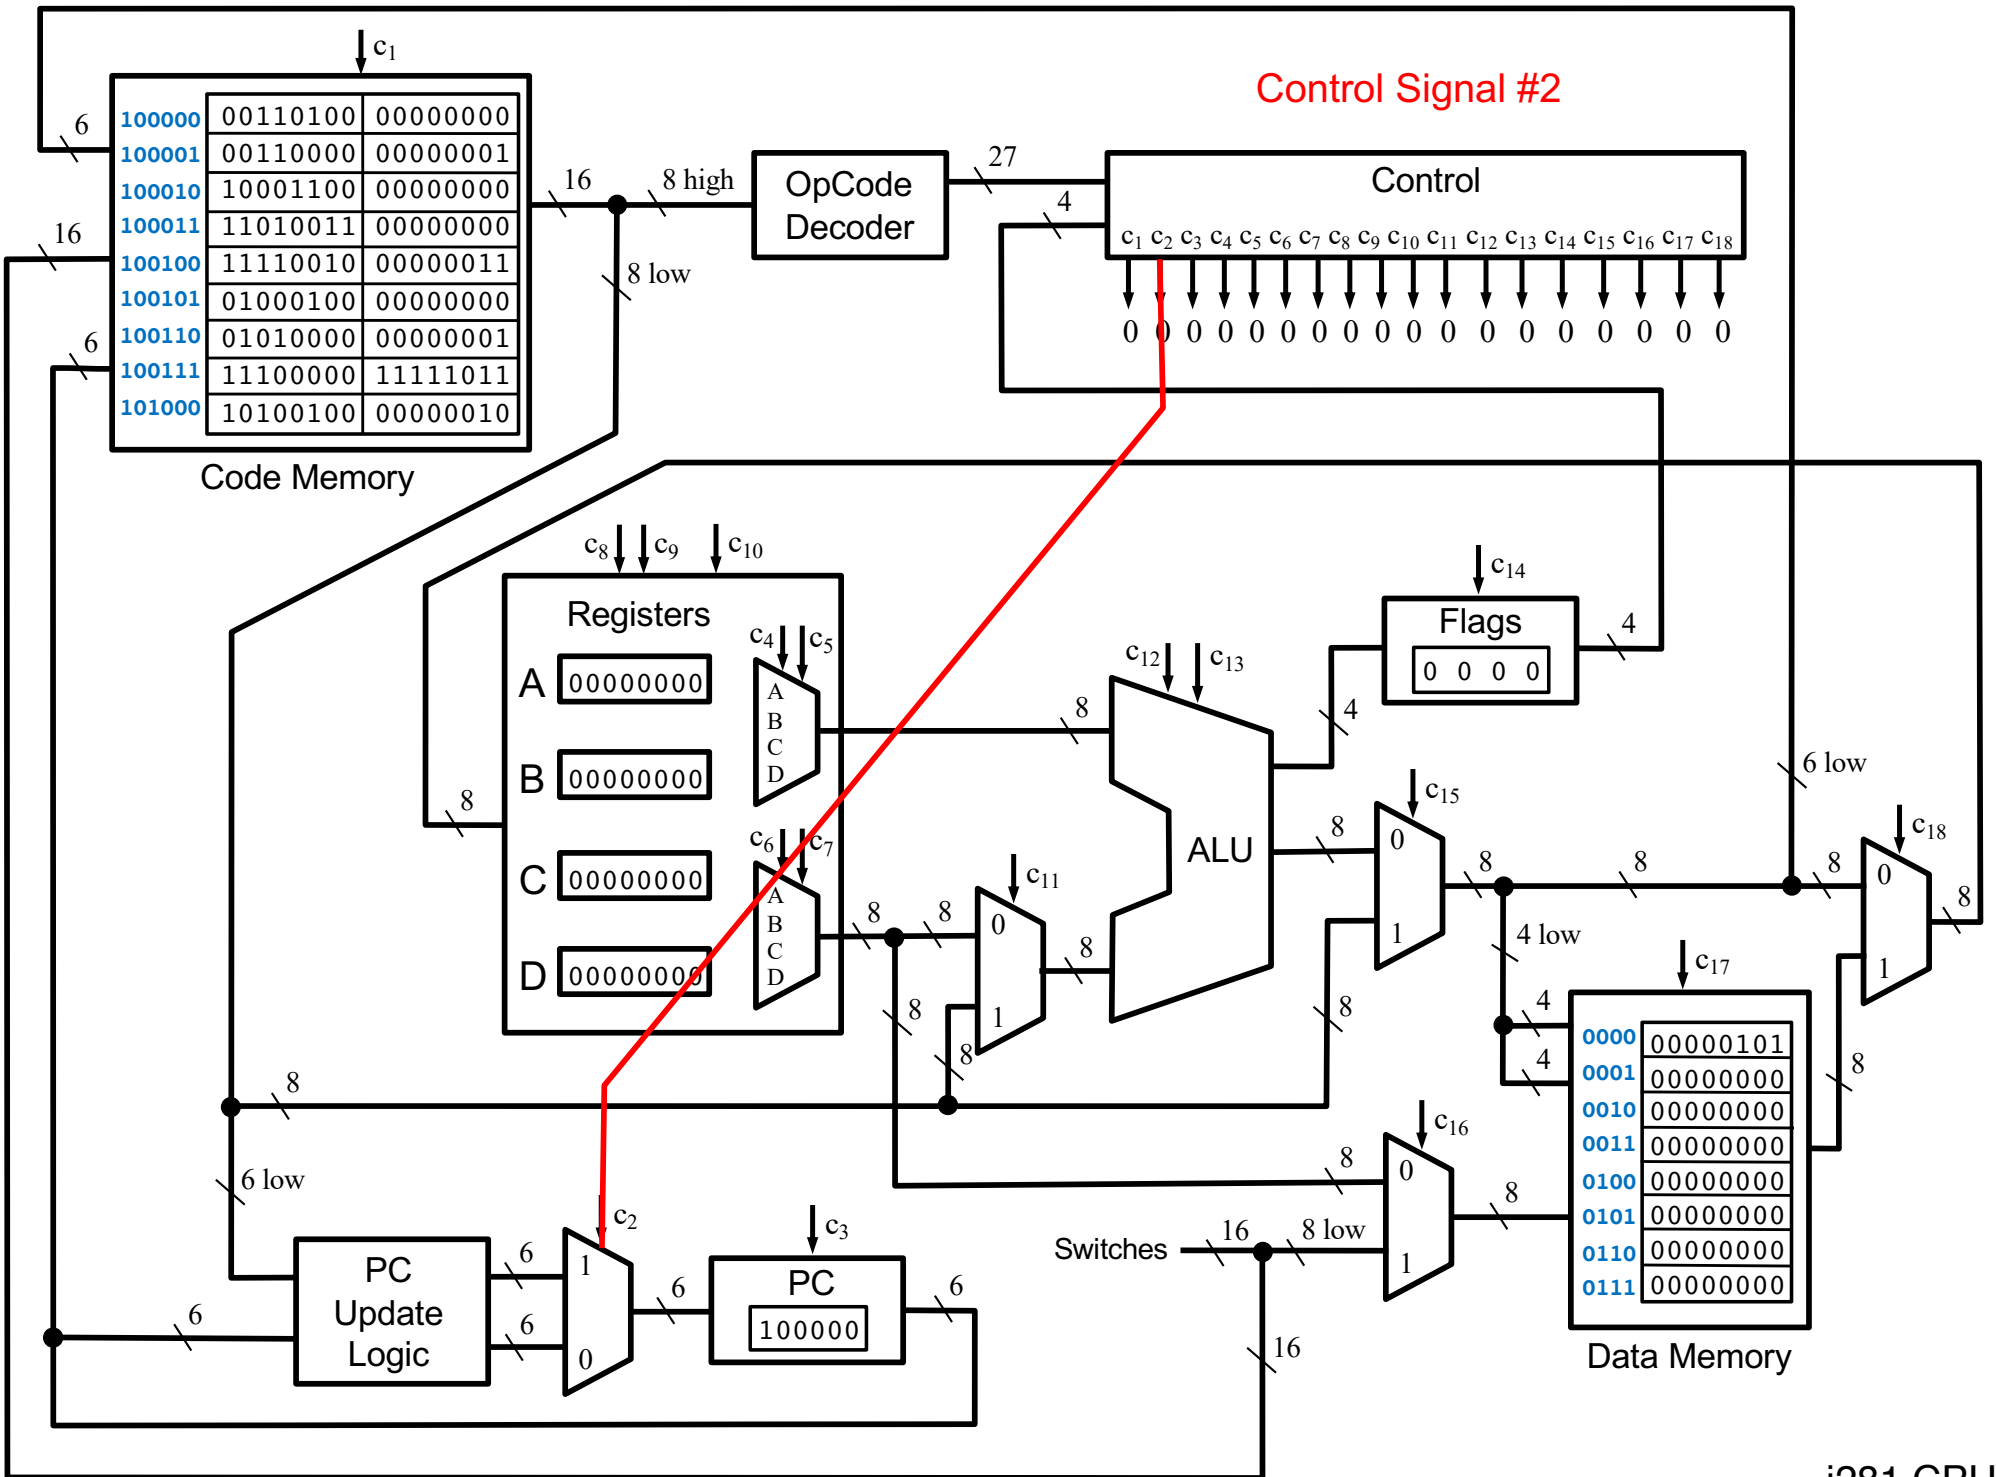 c1
Control Signal #2
6
100000 00110100 00000000
100001 00110000 00000001
100010 10001100 00000000
100011 11010011 00000000
100100 11110010 00000011
100101 01000100 00000000
100110 01010000 00000001
100111 11100000 11111011
101000 10100100 00000010
Code Memory
16
6
16
8 high
8 low
OpCode
Decoder
27
4
Control
c1 c2 c3 c4 c5 c6 c7 c8 c9 c10 c11 c12 c13 c14 c15 c16 c17 c18
0 0 0 0 0 0 0 0 0 0 0 0 0 0 0 0 0 0
c8 c9 c10
Registers
A 00000000
B 00000000
C 00000000
D 00000000
8
c4 c5
A
B
C
D
c6 c7
A
B
C
D
8
8
8
8
c11
0
1
8
8
c12 c13
ALU
c14
Flags
0 0 0 0
4
4
8
c15
0
1
8
8
8
6 low
8
c18
0
1
8
4 low
4
4
c17
0000 00000101
0001 00000000
0010 00000000
0011 00000000
0100 00000000
0101 00000000
0110 00000000
0111 00000000
Data Memory
8
8
6 low
PC
Update
Logic
6
6
6
c2
1
0
6
c3
PC
100000
6
8
c16
0
1
8
Switches
16
8 low
16